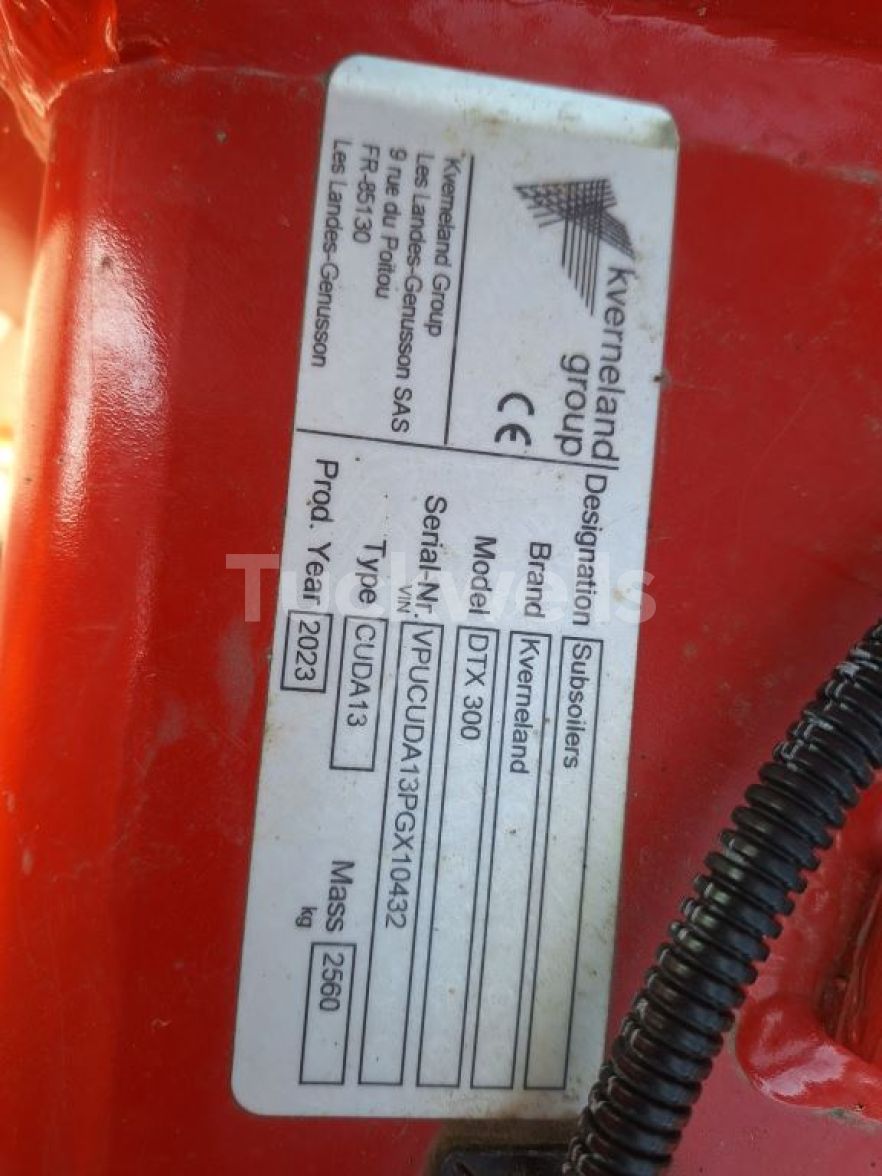 kverneland
group
CE
Kverneland Group
Les Landes-Genusson SAS
9 rue du Poitou
FR-85130
Les Landes-Genusson
Designation Subsoilers
Brand Kverneland
Model DTX 300
Serial-Nr. VPUCUDA13PGX10432
VIN
Type CUDA13
Prod. Year 2023
Mass 2560
kg
Tuckwells